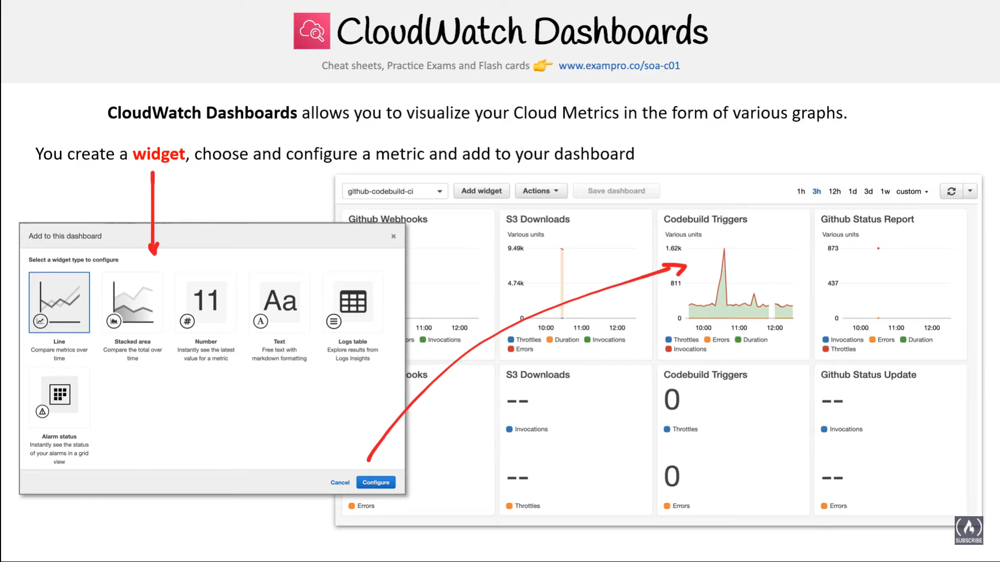 CloudWatch Dashboards
Cheat sheets, Practice Exams and Flash cards 👉 www.exampro.co/soa-c01
CloudWatch Dashboards allows you to visualize your Cloud Metrics in the form of various graphs.
You create a widget, choose and configure a metric and add to your dashboard
github-codebuild-ci
Add widget
Actions
Save dashboard
1h 3h 12h 1d 3d 1w custom
Add to this dashboard
×
Select a widget type to configure
11
#
Aa
A
Line
Compare metrics over
time
Stacked area
Compare the total over
time
Number
Instantly see the latest
value for a metric
Text
Free text with
markdown formatting
Logs table
Explore results from
Logs Insights
Alarm status
Instantly see the status
of your alarms in a grid
view
Cancel
Configure
Github Webhooks
11:00 12:00
ors Invocations
S3 Downloads
Various units
9.49k
4.74k
0
10:00 11:00 12:00
Throttles Duration Invocations
Errors
Codebuild Triggers
Various units
1.62k
811
0
10:00 11:00 12:00
Throttles Errors Duration
Invocations
Github Status Report
Various units
873
437
0
10:00 11:00 12:00
Invocations Errors Duration
Throttles
ooks
Errors
S3 Downloads
--
Invocations
--
Throttles
Codebuild Triggers
0
Throttles
0
Errors
Github Status Update
--
Invocations
--
Errors
SUBSCRIBE